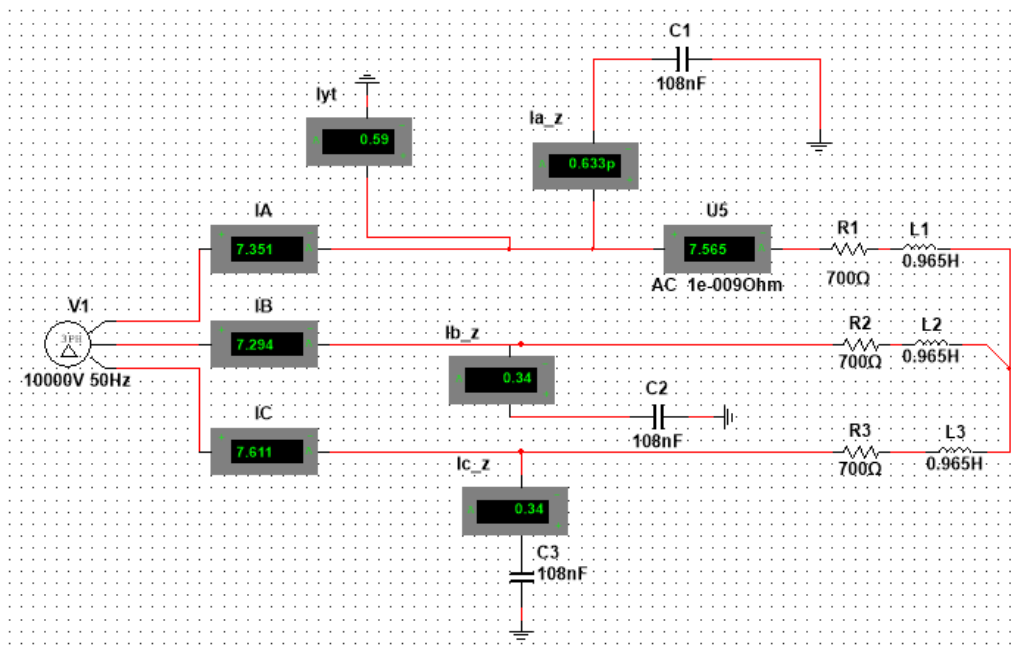 C1
108nF
Iyt
0.59
Ia_z
0.633p
IA
7.351
U5
7.565
AC 1e-009Ohm
R1
700Ω
L1
0.965H
V1
3PH
10000V 50Hz
IB
7.294
Ib_z
0.34
C2
108nF
R2
700Ω
L2
0.965H
IC
7.611
Ic_z
0.34
C3
108nF
R3
700Ω
L3
0.965H